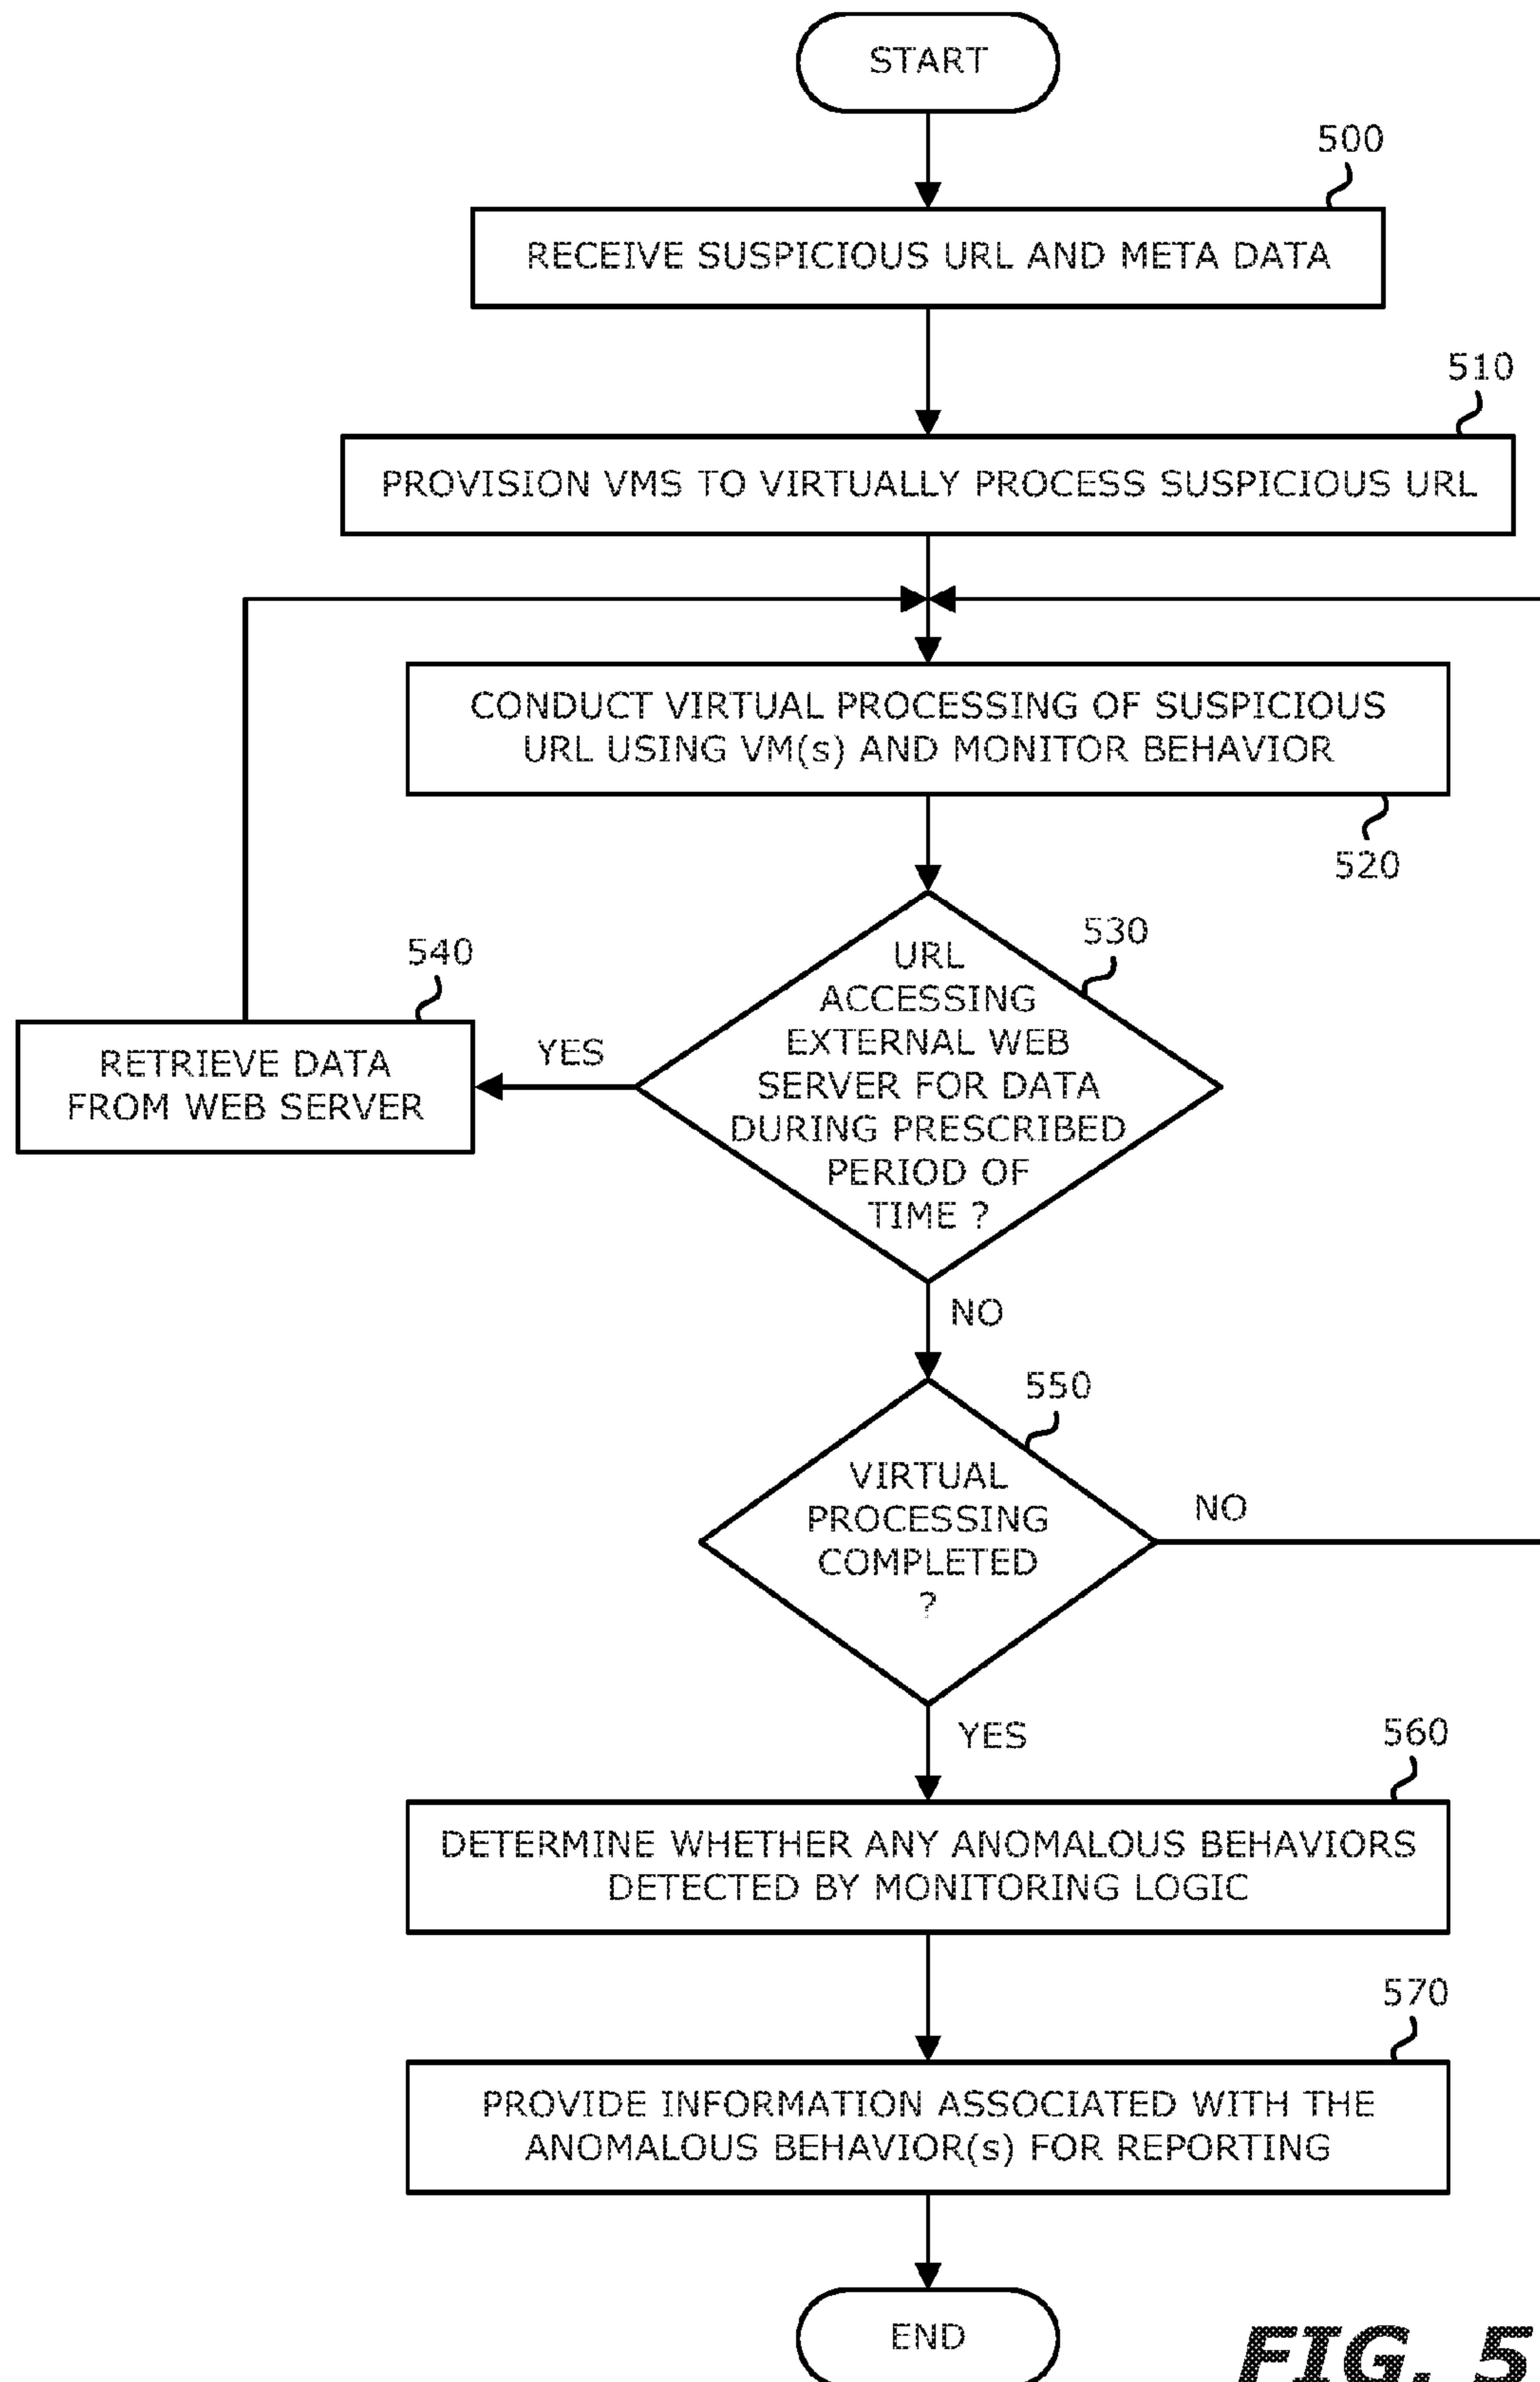 START
500
RECEIVE SUSPICIOUS URL AND META DATA
510
PROVISION VMS TO VIRTUALLY PROCESS SUSPICIOUS URL
CONDUCT VIRTUAL PROCESSING OF SUSPICIOUS
URL USING VM(s) AND MONITOR BEHAVIOR
520
530
URL
ACCESSING
EXTERNAL WEB
SERVER FOR DATA
DURING PRESCRIBED
PERIOD OF
TIME ?
YES
540
RETRIEVE DATA
FROM WEB SERVER
NO
550
VIRTUAL
PROCESSING
COMPLETED
?
NO
YES
560
DETERMINE WHETHER ANY ANOMALOUS BEHAVIORS
DETECTED BY MONITORING LOGIC
570
PROVIDE INFORMATION ASSOCIATED WITH THE
ANOMALOUS BEHAVIOR(s) FOR REPORTING
END
FIG. 5